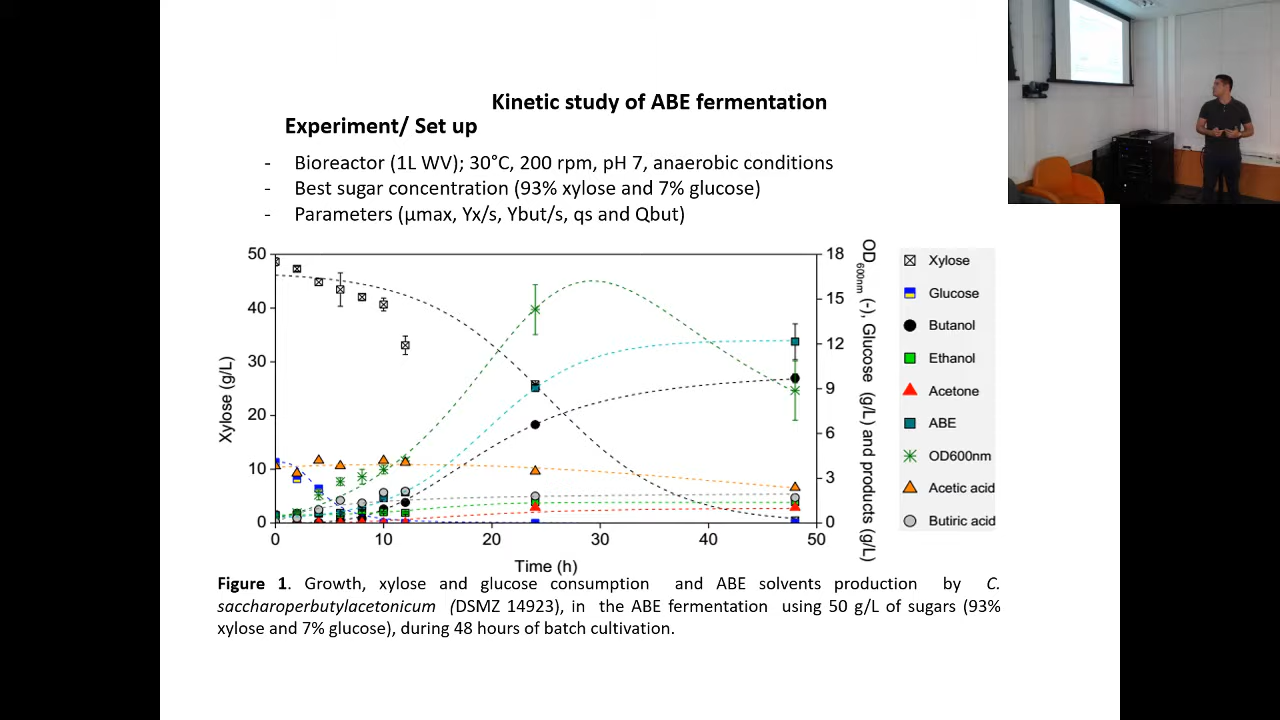 Kinetic study of ABE fermentation
Experiment/ Set up
- Bioreactor (1L WV); 30°C, 200 rpm, pH 7, anaerobic conditions
- Best sugar concentration (93% xylose and 7% glucose)
- Parameters (µmax, Yx/s, Ybut/s, qs and Qbut)
50
40
30
20
10
0
Xylose (g/L)
0
10
20
30
40
50
Time (h)
18
15
12
9
6
3
0
OD600nm (-), Glucose (g/L) and products (g/L)
Xylose
Glucose
Butanol
Ethanol
Acetone
ABE
OD600nm
Acetic acid
Butiric acid
Figure 1. Growth, xylose and glucose consumption and ABE solvents production by C.
saccharoperbutylacetonicum (DSMZ 14923), in the ABE fermentation using 50 g/L of sugars (93%
xylose and 7% glucose), during 48 hours of batch cultivation.